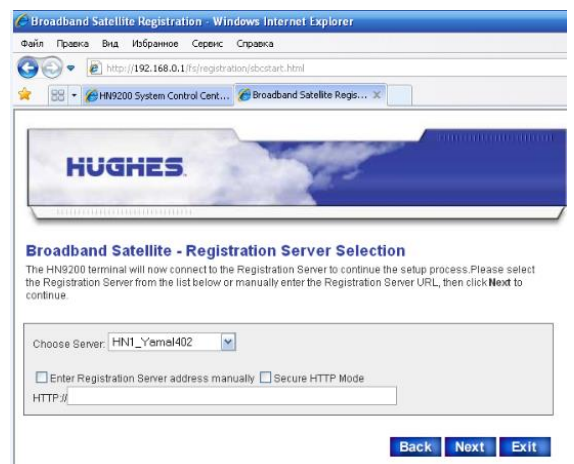 Broadband Satellite Registration - Windows Internet Explorer
Файл Правка Вид Избранное Сервис Справка
http://192.168.0.1/fs/registration/sbcstart.html
HN9200 System Control Cent... Broadband Satellite Regis... X
HUGHES
Broadband Satellite - Registration Server Selection
The HN9200 terminal will now connect to the Registration Server to continue the setup process.Please select
the Registration Server from the list below or manually enter the Registration Server URL, then click Next to
continue.
Choose Server: HN1_Yamal402
Enter Registration Server address manually Secure HTTP Mode
HTTP://
Back Next Exit